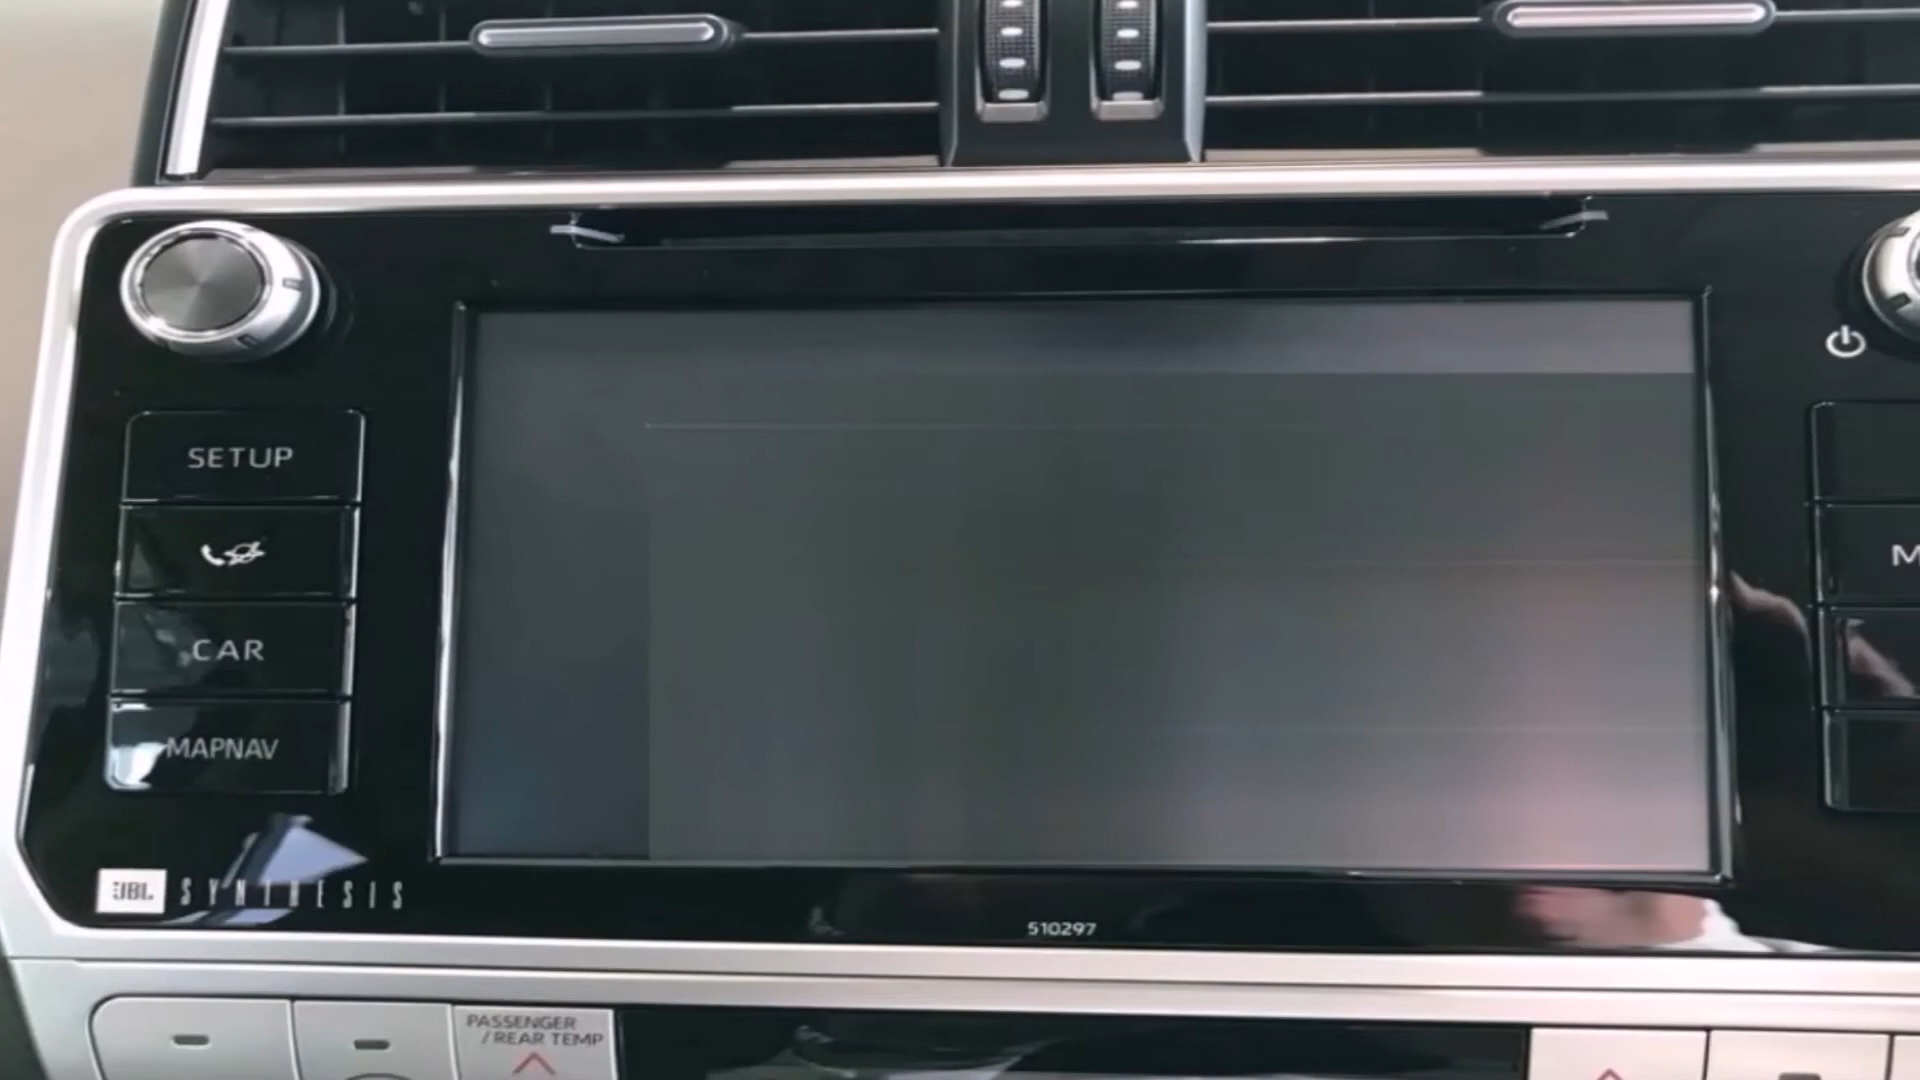 SETUP
CAR
MAPNAV
JBL SYNTHESIS
510297
M
PASSENGER
/REAR TEMP